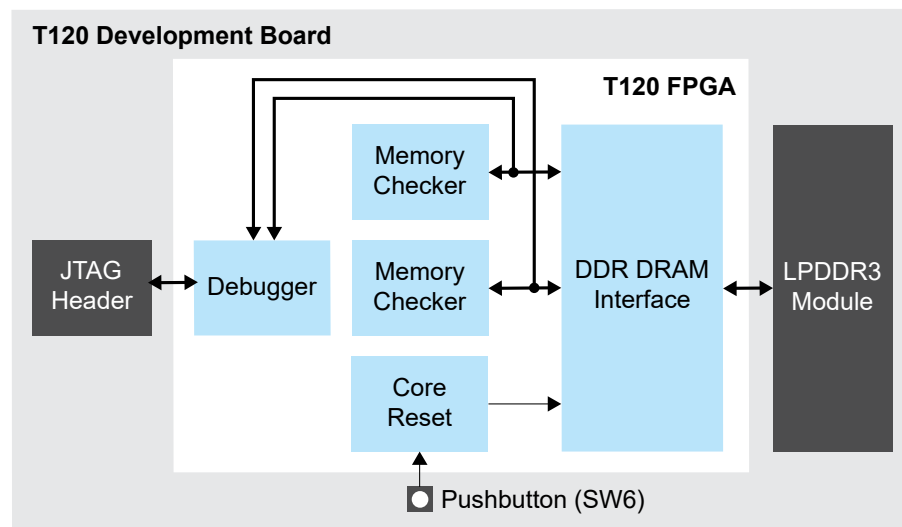 T120 Development Board
T120 FPGA
Memory
Checker
JTAG
Header
Debugger
Memory
Checker
DDR DRAM
Interface
LPDDR3
Module
Core
Reset
Pushbutton (SW6)